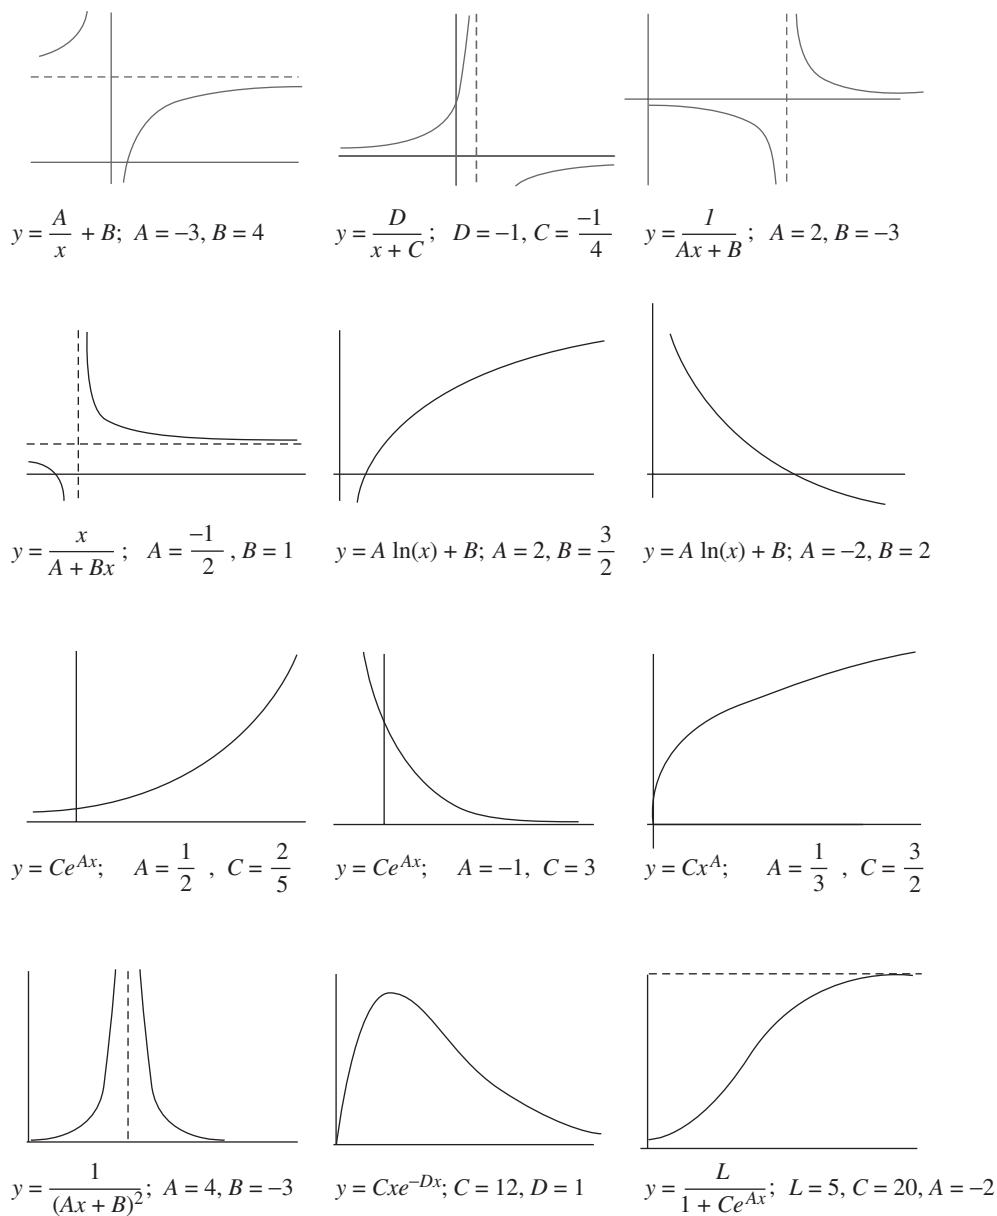 y = A/x + B; A = −3, B = 4
y = D/(x + C); D = −1, C = −1/4
y = 1/(Ax + B); A = 2, B = −3
y = x/(A + Bx); A = −1/2, B = 1
y = A ln(x) + B; A = 2, B = 3/2
y = A ln(x) + B; A = −2, B = 2
y = Ce^{Ax}; A = 1/2, C = 2/5
y = Ce^{Ax}; A = −1, C = 3
y = Cx^A; A = 1/3, C = 3/2
y = 1/(Ax + B)²; A = 4, B = −3
y = Cxe^{−Dx}; C = 12, D = 1
y = L/(1 + Ce^{Ax}); L = 5, C = 20, A = −2